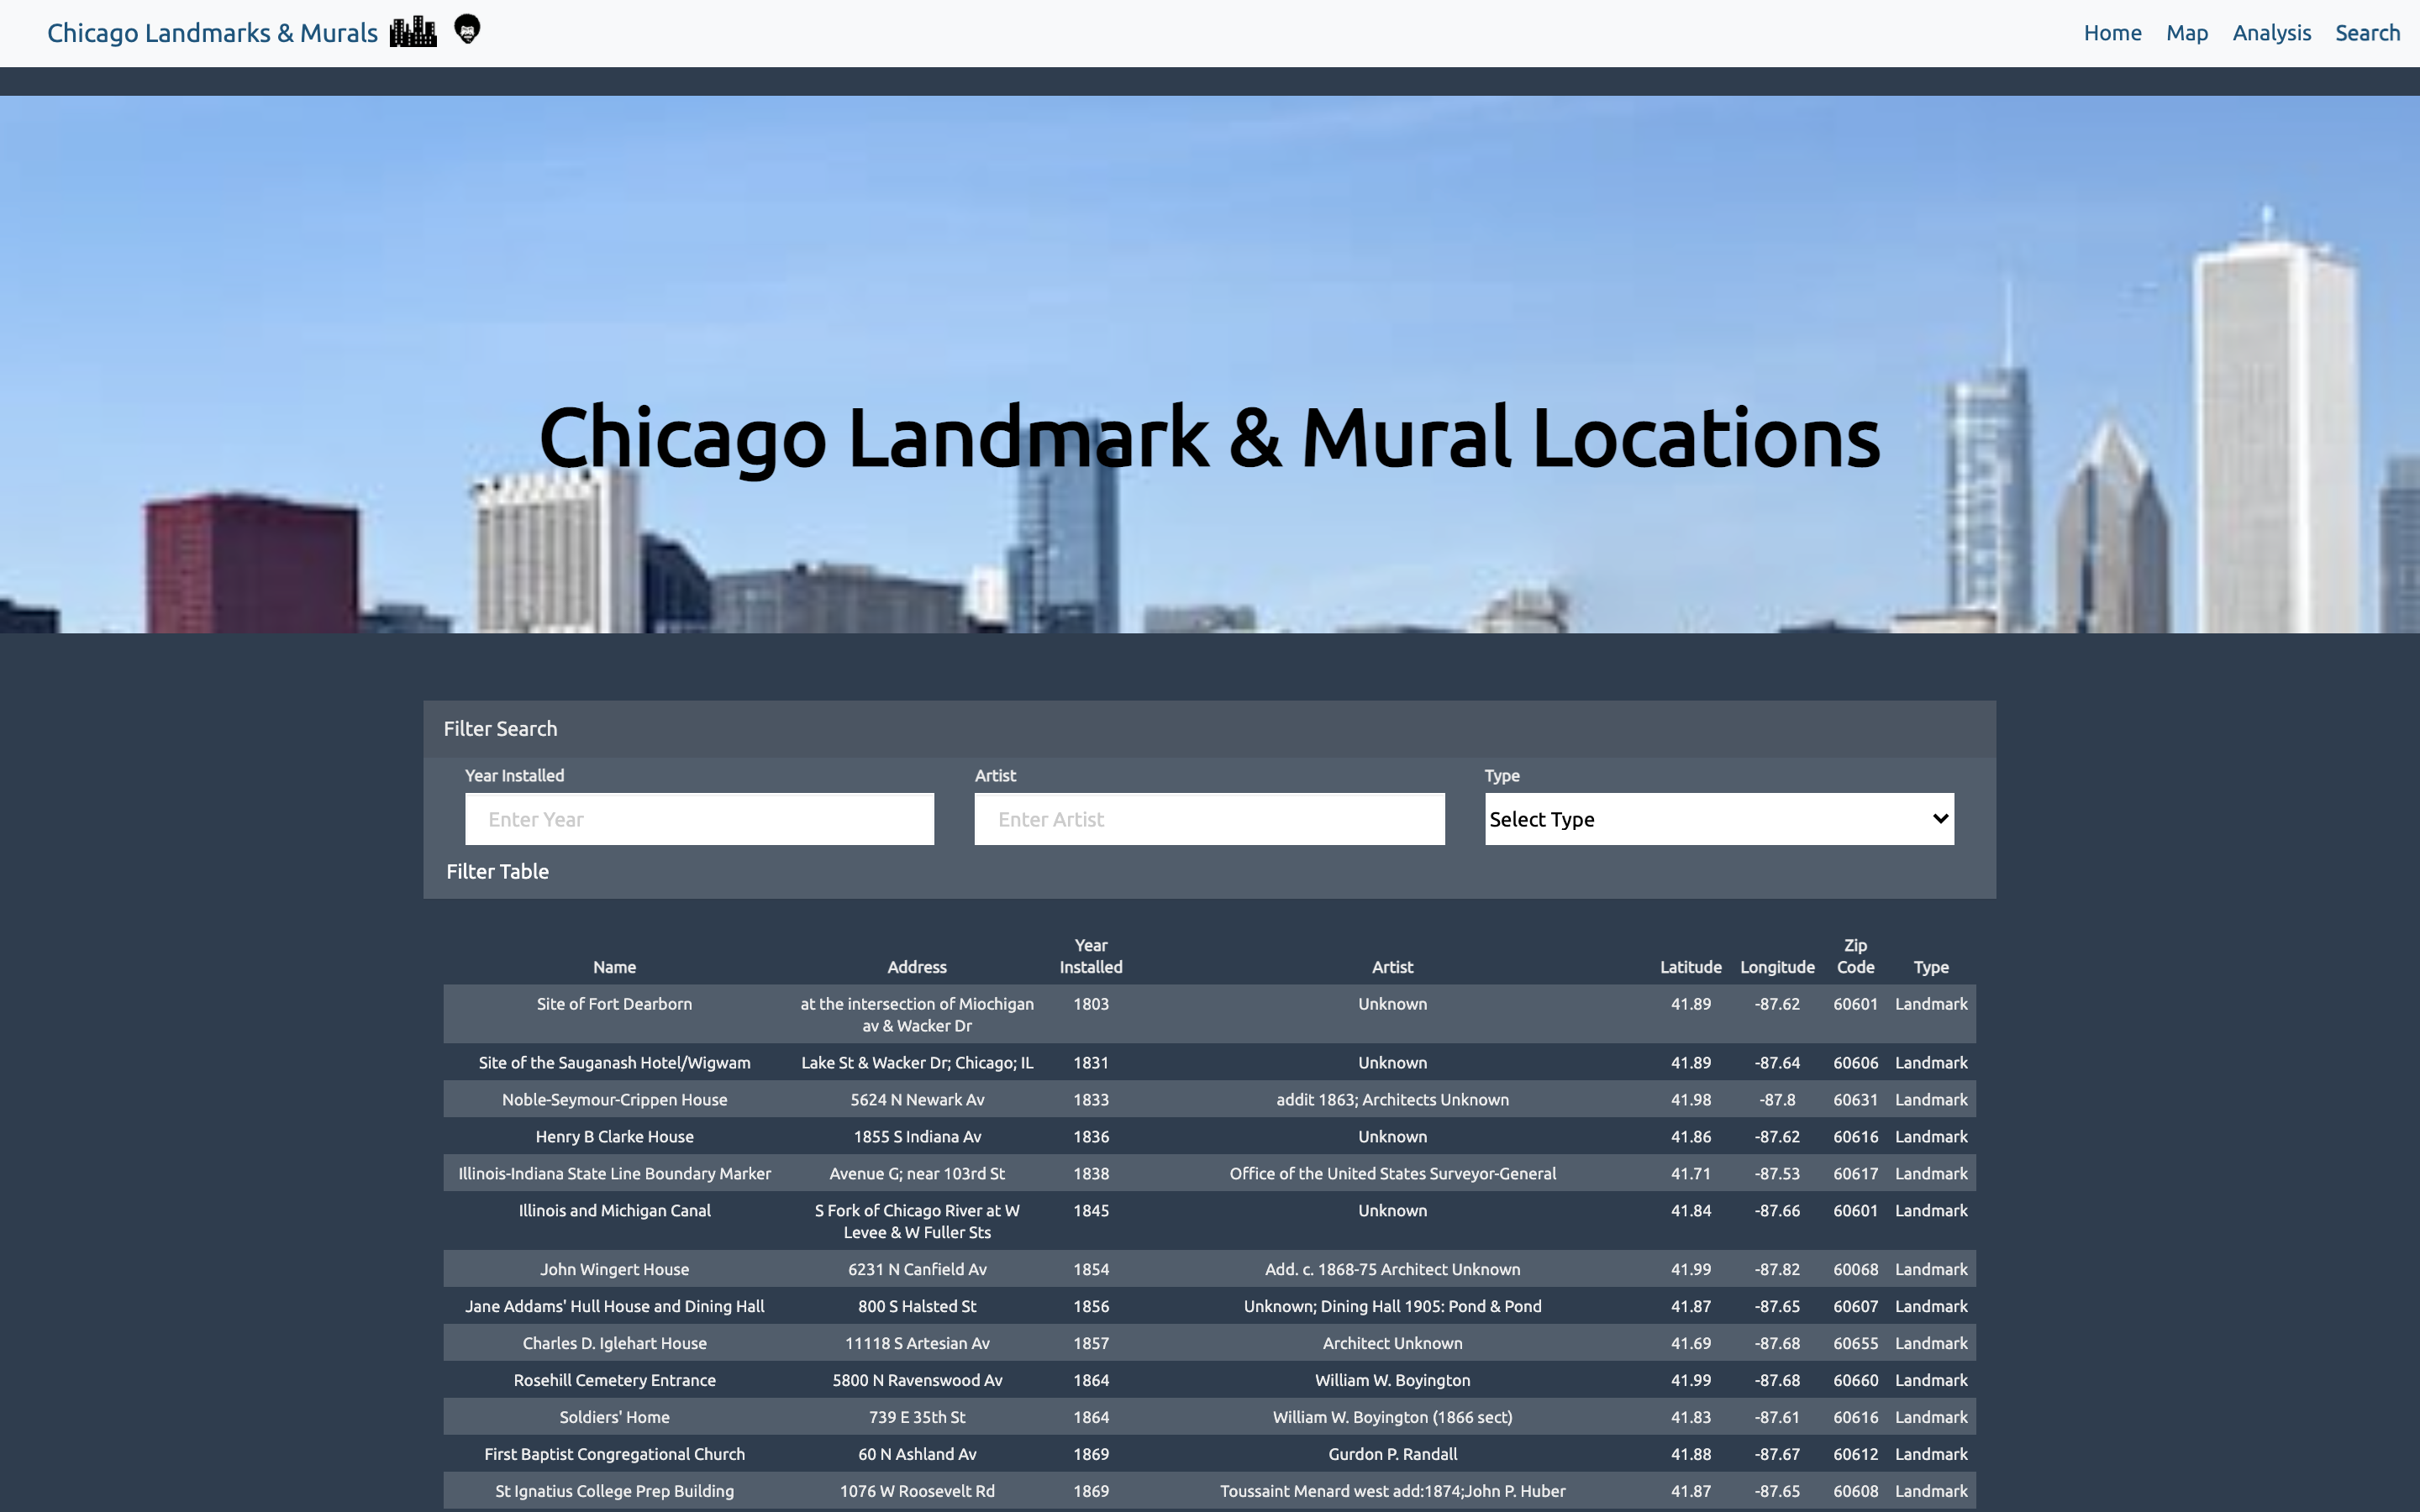 Chicago Landmarks & Murals
Home Map Analysis Search
Chicago Landmark & Mural Locations
Filter Search
Year Installed Artist Type
Enter Year Enter Artist Select Type
Filter Table
Name Address Year Installed Artist Latitude Longitude Zip Code Type
Site of Fort Dearborn at the intersection of Miochigan av & Wacker Dr 1803 Unknown 41.89 -87.62 60601 Landmark
Site of the Sauganash Hotel/Wigwam Lake St & Wacker Dr; Chicago; IL 1831 Unknown 41.89 -87.64 60606 Landmark
Noble-Seymour-Crippen House 5624 N Newark Av 1833 addit 1863; Architects Unknown 41.98 -87.8 60631 Landmark
Henry B Clarke House 1855 S Indiana Av 1836 Unknown 41.86 -87.62 60616 Landmark
Illinois-Indiana State Line Boundary Marker Avenue G; near 103rd St 1838 Office of the United States Surveyor-General 41.71 -87.53 60617 Landmark
Illinois and Michigan Canal S Fork of Chicago River at W Levee & W Fuller Sts 1845 Unknown 41.84 -87.66 60601 Landmark
John Wingert House 6231 N Canfield Av 1854 Add. c. 1868-75 Architect Unknown 41.99 -87.82 60068 Landmark
Jane Addams' Hull House and Dining Hall 800 S Halsted St 1856 Unknown; Dining Hall 1905: Pond & Pond 41.87 -87.65 60607 Landmark
Charles D. Iglehart House 11118 S Artesian Av 1857 Architect Unknown 41.69 -87.68 60655 Landmark
Rosehill Cemetery Entrance 5800 N Ravenswood Av 1864 William W. Boyington 41.99 -87.68 60660 Landmark
Soldiers' Home 739 E 35th St 1864 William W. Boyington (1866 sect) 41.83 -87.61 60616 Landmark
First Baptist Congregational Church 60 N Ashland Av 1869 Gurdon P. Randall 41.88 -87.67 60612 Landmark
St Ignatius College Prep Building 1076 W Roosevelt Rd 1869 Toussaint Menard west add:1874;John P. Huber 41.87 -87.65 60608 Landmark